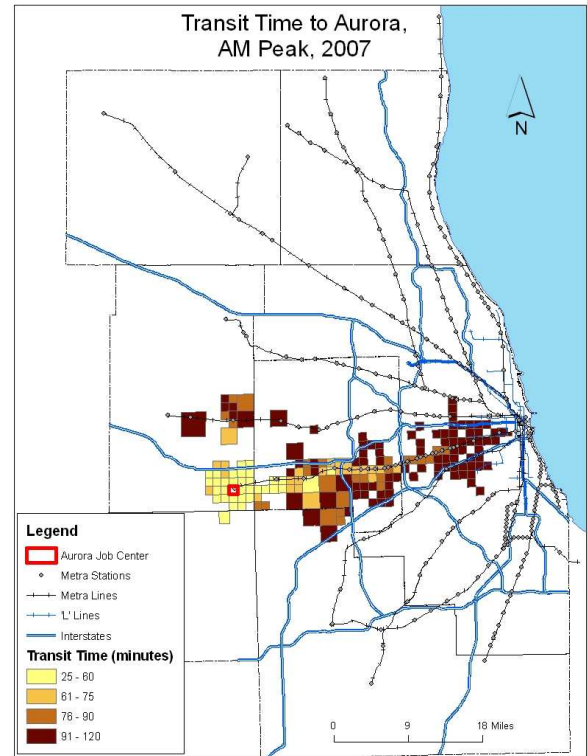 Transit Time to Aurora,
AM Peak, 2007
N
Legend
Aurora Job Center
Metra Stations
Metra Lines
'L' Lines
Interstates
Transit Time (minutes)
25 - 60
61 - 75
76 - 90
91 - 120
0 9 18 Miles